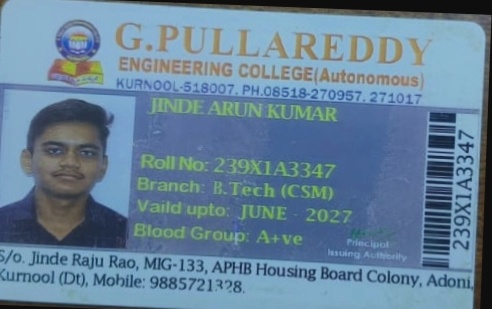 G.PULLAREDDY
ENGINEERING COLLEGE(Autonomous)
KURNOOL-518007. PH.08518-270957, 271017
JINDE ARUN KUMAR
Roll No: 239X1A3347
Branch: B.Tech (CSM)
Vaild upto: JUNE - 2027
Blood Group: A+ve
Principal
Issuing Authority
239X1A3347
S/o. Jinde Raju Rao, MIG-133, APHB Housing Board Colony, Adoni,
Kurnool (Dt), Mobile: 9885721328.